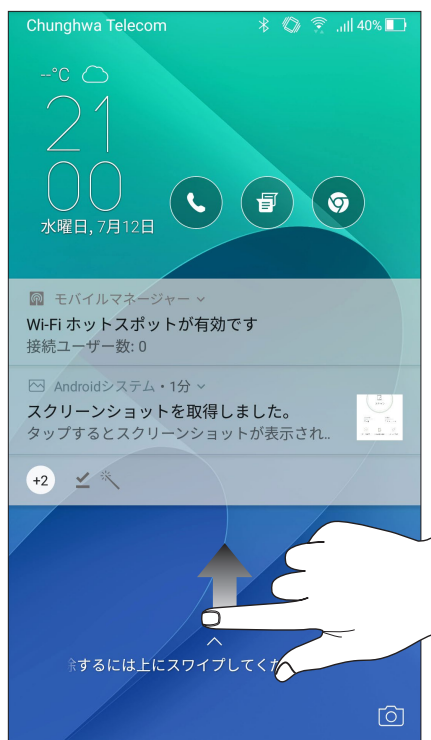 Chunghwa Telecom 40%
--°C
21
00
水曜日, 7月12日
モバイルマネージャー
Wi-Fi ホットスポットが有効です
接続ユーザー数: 0
Androidシステム・1分
スクリーンショットを取得しました。
タップするとスクリーンショットが表示され..
+2
するには上にスワイプしてくだ